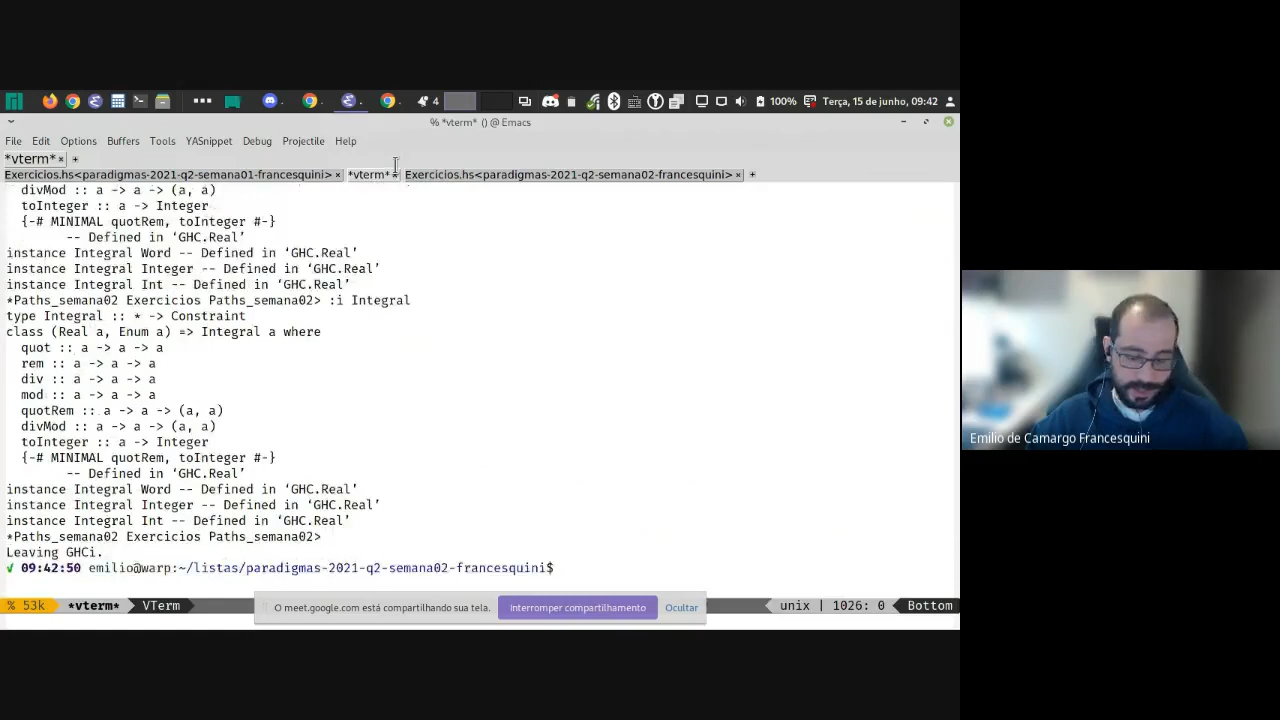 4
100%
Terça, 15 de junho, 09:42
% *vterm* () @ Emacs
File Edit Options Buffers Tools YASnippet Debug Projectile Help
*vterm* × +
Exercicios.hs<paradigmas-2021-q2-semana01-francesquini> × *vterm* × Exercicios.hs<paradigmas-2021-q2-semana02-francesquini> × +
divMod :: a -> a -> (a, a)
toInteger :: a -> Integer
{-# MINIMAL quotRem, toInteger #-}
-- Defined in ‘GHC.Real’
instance Integral Word -- Defined in ‘GHC.Real’
instance Integral Integer -- Defined in ‘GHC.Real’
instance Integral Int -- Defined in ‘GHC.Real’
*Paths_semana02 Exercicios Paths_semana02> :i Integral
type Integral :: * -> Constraint
class (Real a, Enum a) => Integral a where
quot :: a -> a -> a
rem :: a -> a -> a
div :: a -> a -> a
mod :: a -> a -> a
quotRem :: a -> a -> (a, a)
divMod :: a -> a -> (a, a)
toInteger :: a -> Integer
{-# MINIMAL quotRem, toInteger #-}
-- Defined in ‘GHC.Real’
instance Integral Word -- Defined in ‘GHC.Real’
instance Integral Integer -- Defined in ‘GHC.Real’
instance Integral Int -- Defined in ‘GHC.Real’
*Paths_semana02 Exercicios Paths_semana02>
Leaving GHCi.
✓ 09:42:50 emilio@warp:~/listas/paradigmas-2021-q2-semana02-francesquini$
% 53k *vterm* VTerm unix | 1026: 0 Bottom
O meet.google.com está compartilhando sua tela. Interromper compartilhamento Ocultar
Emilio de Camargo Francesquini